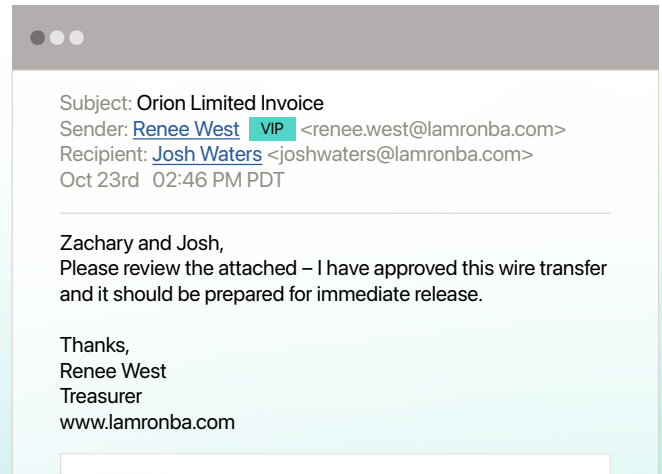 Subject: Orion Limited Invoice
Sender: Renee West VIP <renee.west@lamronba.com>
Recipient: Josh Waters <joshwaters@lamronba.com>
Oct 23rd 02:46 PM PDT
Zachary and Josh,
Please review the attached – I have approved this wire transfer
and it should be prepared for immediate release.
Thanks,
Renee West
Treasurer
www.lamronba.com